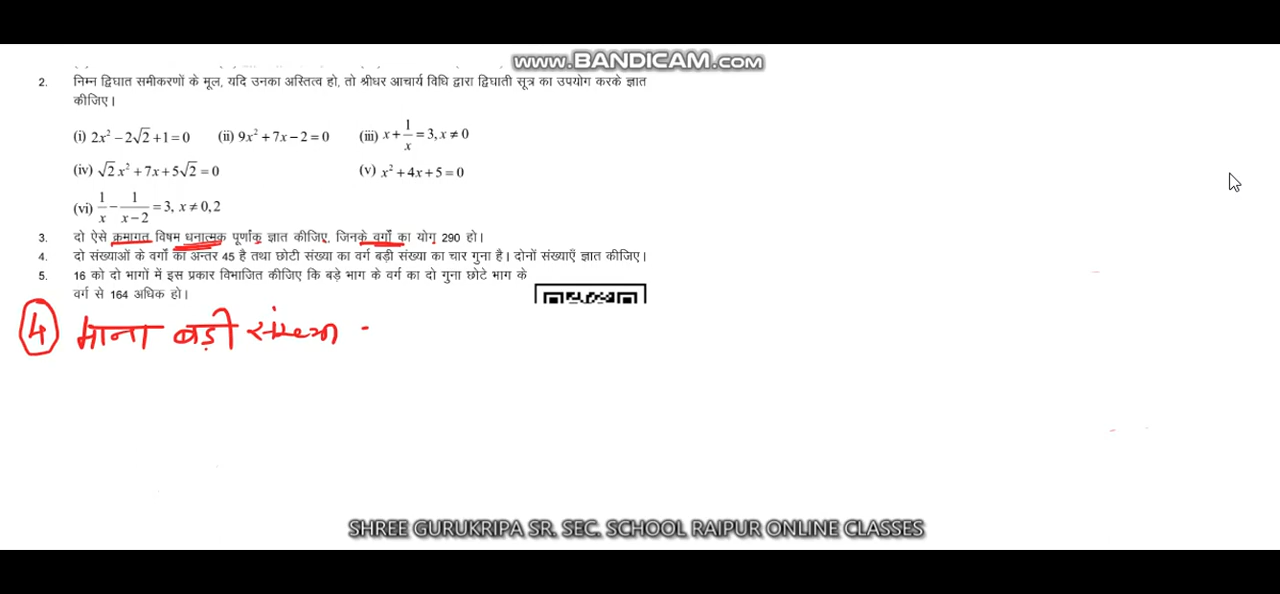 www.BANDICAM.com
2. निम्न द्विघात समीकरणों के मूल, यदि उनका अस्तित्व हो, तो श्रीधर आचार्य विधि द्वारा द्विघाती सूत्र का उपयोग करके ज्ञात
कीजिए।
(i) 2x² − 2√2 + 1 = 0 (ii) 9x² + 7x − 2 = 0 (iii) x + 1/x = 3, x ≠ 0
(iv) √2 x² + 7x + 5√2 = 0 (v) x² + 4x + 5 = 0
(vi) 1/x − 1/(x−2) = 3, x ≠ 0, 2
3. दो ऐसे क्रमागत विषम धनात्मक पूर्णांक ज्ञात कीजिए, जिनके वर्गों का योग 290 हो।
4. दो संख्याओं के वर्गों का अन्तर 45 है तथा छोटी संख्या का वर्ग बड़ी संख्या का चार गुना है। दोनों संख्याएँ ज्ञात कीजिए।
5. 16 को दो भागों में इस प्रकार विभाजित कीजिए कि बड़े भाग के वर्ग का दो गुना छोटे भाग के
वर्ग से 164 अधिक हो।
4 माना बड़ी संख्या -
SHREE GURUKRIPA SR. SEC. SCHOOL RAIPUR ONLINE CLASSES